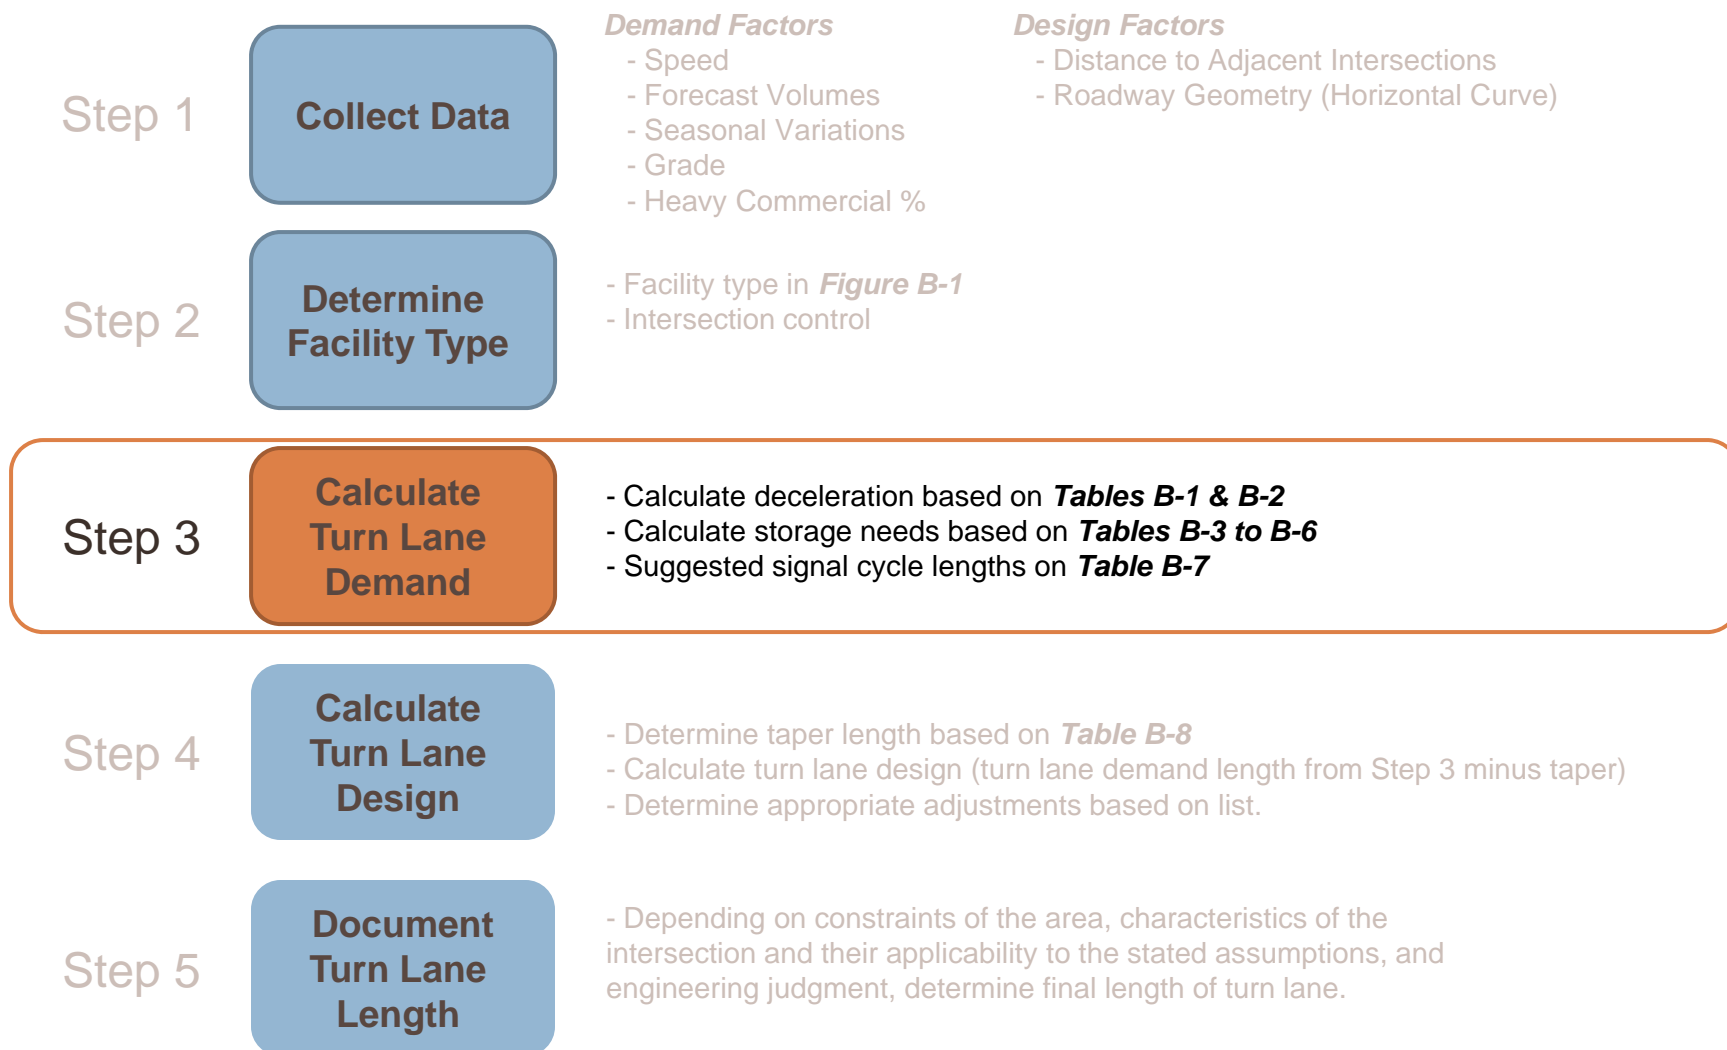 Step 1
Collect Data
Demand Factors
- Speed
- Forecast Volumes
- Seasonal Variations
- Grade
- Heavy Commercial %
Design Factors
- Distance to Adjacent Intersections
- Roadway Geometry (Horizontal Curve)
Step 2
Determine
Facility Type
- Facility type in Figure B-1
- Intersection control
Step 3
Calculate
Turn Lane
Demand
- Calculate deceleration based on Tables B-1 & B-2
- Calculate storage needs based on Tables B-3 to B-6
- Suggested signal cycle lengths on Table B-7
Step 4
Calculate
Turn Lane
Design
- Determine taper length based on Table B-8
- Calculate turn lane design (turn lane demand length from Step 3 minus taper)
- Determine appropriate adjustments based on list.
Step 5
Document
Turn Lane
Length
- Depending on constraints of the area, characteristics of the
intersection and their applicability to the stated assumptions, and
engineering judgment, determine final length of turn lane.